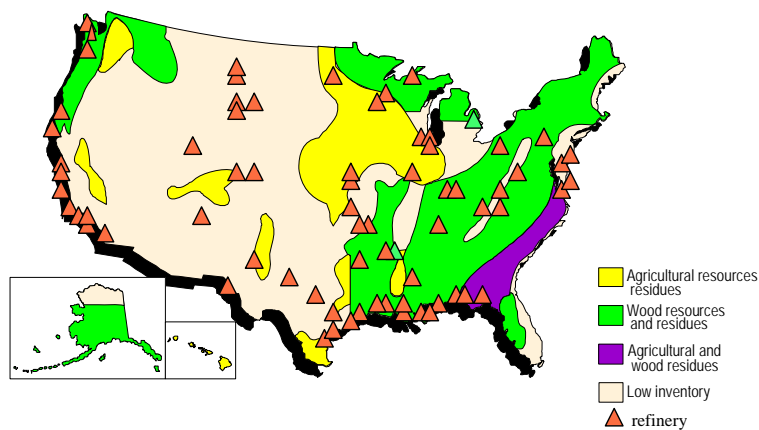 Agricultural resources
residues
Wood resources
and residues
Agricultural and
wood residues
Low inventory
refinery